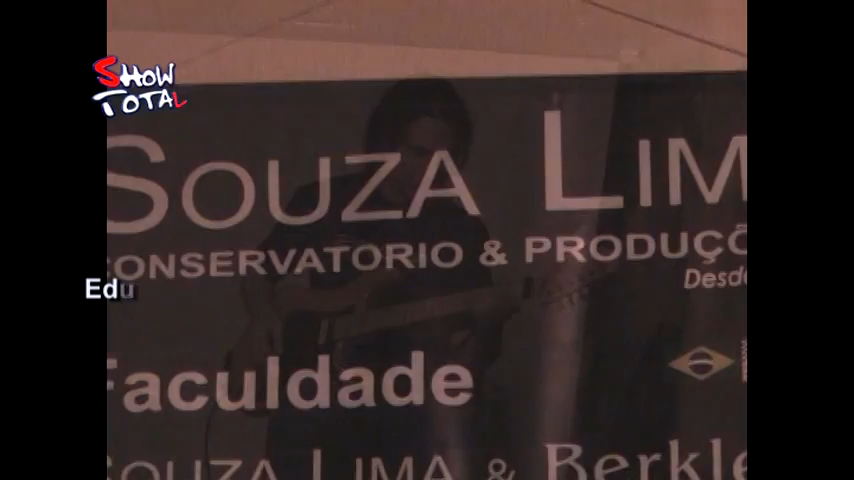 SHOW
TOTAL
SOUZA LIM
CONSERVATORIO & PRODUÇÕ
Desde
Edu
Faculdade
SOUZA LIMA & Berkle